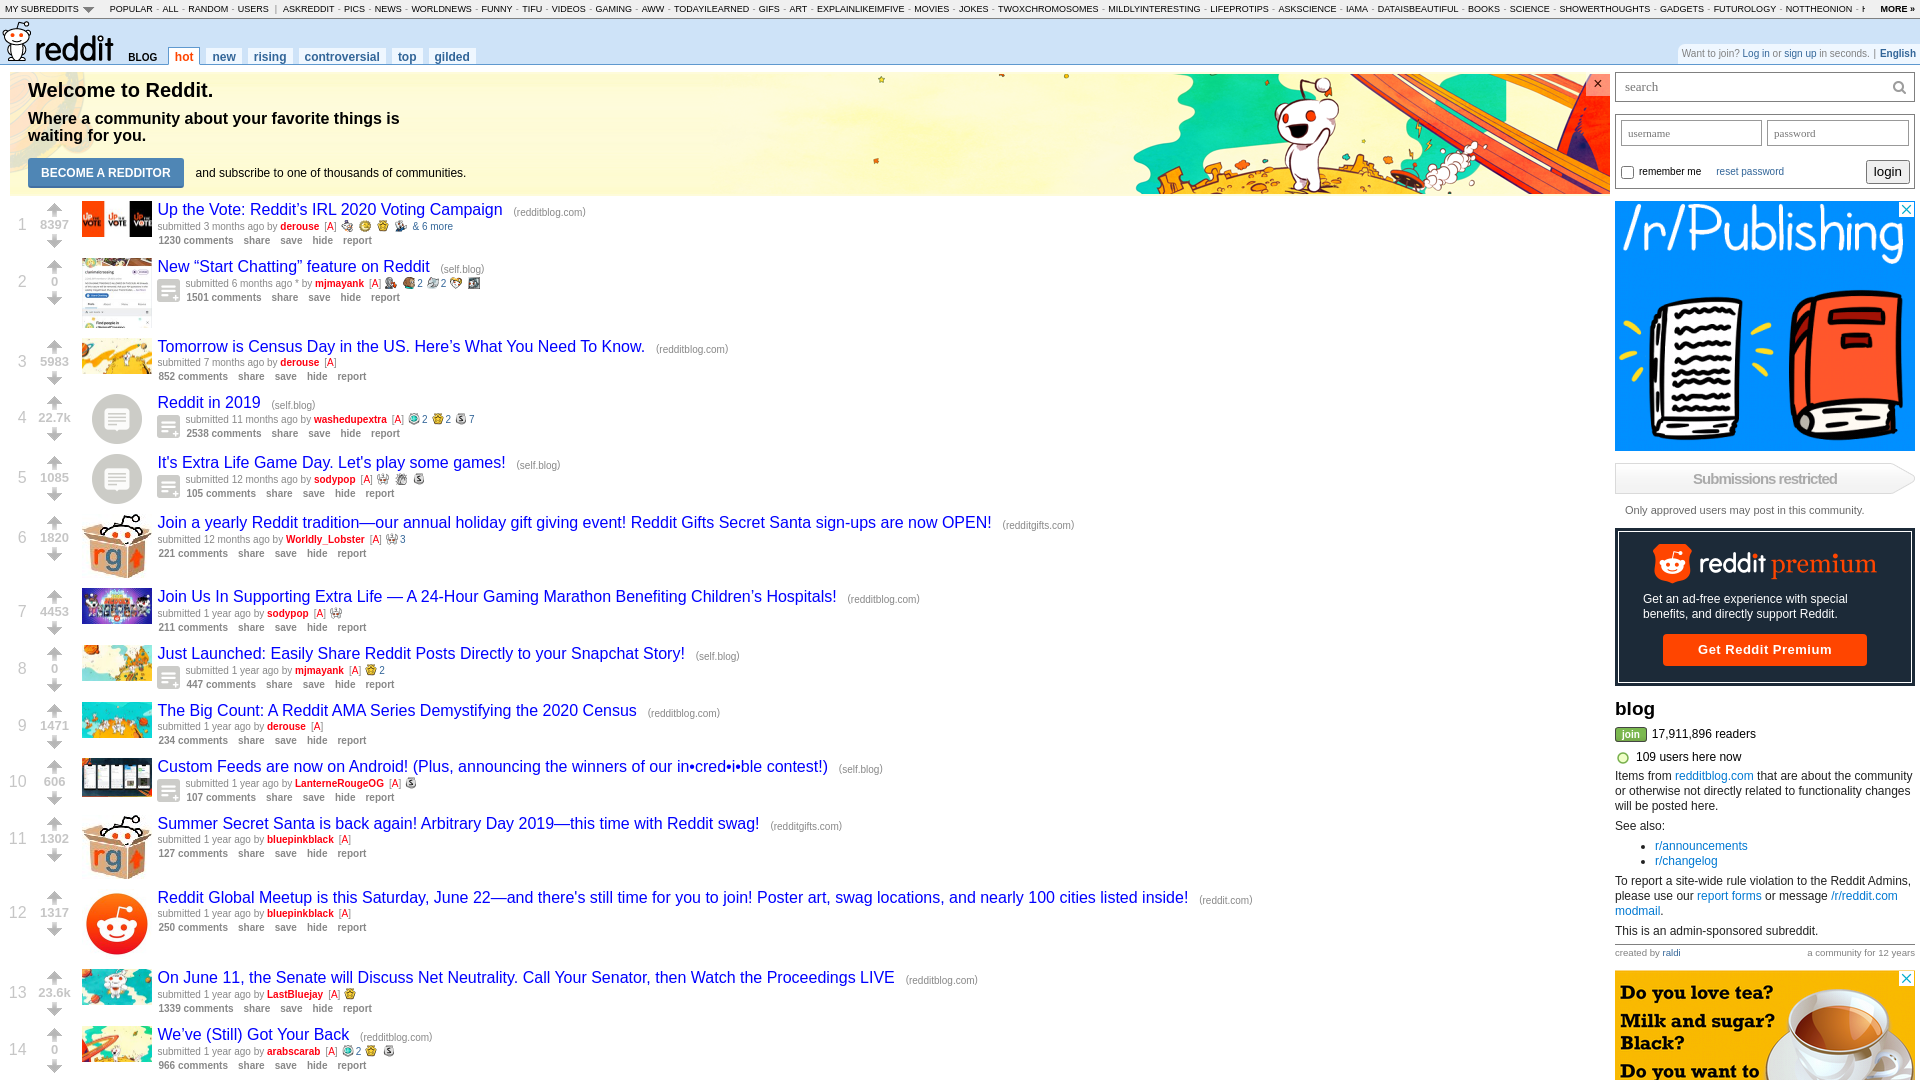 MY SUBREDDITS POPULAR - ALL - RANDOM - USERS | ASKREDDIT - PICS - NEWS - WORLDNEWS - FUNNY - TIFU - VIDEOS - GAMING - AWW - TODAYILEARNED - GIFS - ART - EXPLAINLIKEIMFIVE - MOVIES - JOKES - TWOXCHROMOSOMES - MILDLYINTERESTING - LIFEPROTIPS - ASKSCIENCE - IAMA - DATAISBEAUTIFUL - BOOKS - SCIENCE - SHOWERTHOUGHTS - GADGETS - FUTUROLOGY - NOTTHEONION - MORE »
reddit BLOG hot new rising controversial top gilded
Want to join? Log in or sign up in seconds. | English
Welcome to Reddit.
Where a community about your favorite things is
waiting for you.
BECOME A REDDITOR and subscribe to one of thousands of communities.
×
1
8397
UP THE VOTE
Up the Vote: Reddit’s IRL 2020 Voting Campaign (redditblog.com)
submitted 3 months ago by derouse [A] & 6 more
1230 comments share save hide report
2
0
New “Start Chatting” feature on Reddit (self.blog)
submitted 6 months ago * by mjmayank [A] 2 2
1501 comments share save hide report
3
5983
Tomorrow is Census Day in the US. Here’s What You Need To Know. (redditblog.com)
submitted 7 months ago by derouse [A]
852 comments share save hide report
4
22.7k
Reddit in 2019 (self.blog)
submitted 11 months ago by washedupextra [A] 2 2 7
2538 comments share save hide report
5
1085
It's Extra Life Game Day. Let's play some games! (self.blog)
submitted 12 months ago by sodypop [A]
105 comments share save hide report
6
1820
rg
Join a yearly Reddit tradition—our annual holiday gift giving event! Reddit Gifts Secret Santa sign-ups are now OPEN! (redditgifts.com)
submitted 12 months ago by Worldly_Lobster [A] 3
221 comments share save hide report
7
4453
Join Us In Supporting Extra Life — A 24-Hour Gaming Marathon Benefiting Children’s Hospitals! (redditblog.com)
submitted 1 year ago by sodypop [A]
211 comments share save hide report
8
0
Just Launched: Easily Share Reddit Posts Directly to your Snapchat Story! (self.blog)
submitted 1 year ago by mjmayank [A] 2
447 comments share save hide report
9
1471
The Big Count: A Reddit AMA Series Demystifying the 2020 Census (redditblog.com)
submitted 1 year ago by derouse [A]
234 comments share save hide report
10
606
Custom Feeds are now on Android! (Plus, announcing the winners of our in•cred•i•ble contest!) (self.blog)
submitted 1 year ago by LanterneRougeOG [A]
107 comments share save hide report
11
1302
rg
Summer Secret Santa is back again! Arbitrary Day 2019—this time with Reddit swag! (redditgifts.com)
submitted 1 year ago by bluepinkblack [A]
127 comments share save hide report
12
1317
Reddit Global Meetup is this Saturday, June 22—and there's still time for you to join! Poster art, swag locations, and nearly 100 cities listed inside! (reddit.com)
submitted 1 year ago by bluepinkblack [A]
250 comments share save hide report
13
23.6k
On June 11, the Senate will Discuss Net Neutrality. Call Your Senator, then Watch the Proceedings LIVE (redditblog.com)
submitted 1 year ago by LastBluejay [A]
1339 comments share save hide report
14
0
We’ve (Still) Got Your Back (redditblog.com)
submitted 1 year ago by arabscarab [A] 2
966 comments share save hide report
search
username password
remember me reset password login
/r/Publishing
Submissions restricted
Only approved users may post in this community.
reddit premium
Get an ad-free experience with special
benefits, and directly support Reddit.
Get Reddit Premium
blog
join 17,911,896 readers
109 users here now
Items from redditblog.com that are about the community
or otherwise not directly related to functionality changes
will be posted here.
See also:
• r/announcements
• r/changelog
To report a site-wide rule violation to the Reddit Admins,
please use our report forms or message /r/reddit.com
modmail.
This is an admin-sponsored subreddit.
created by raldi a community for 12 years
Do you love tea?
Milk and sugar?
Black?
Do you want to